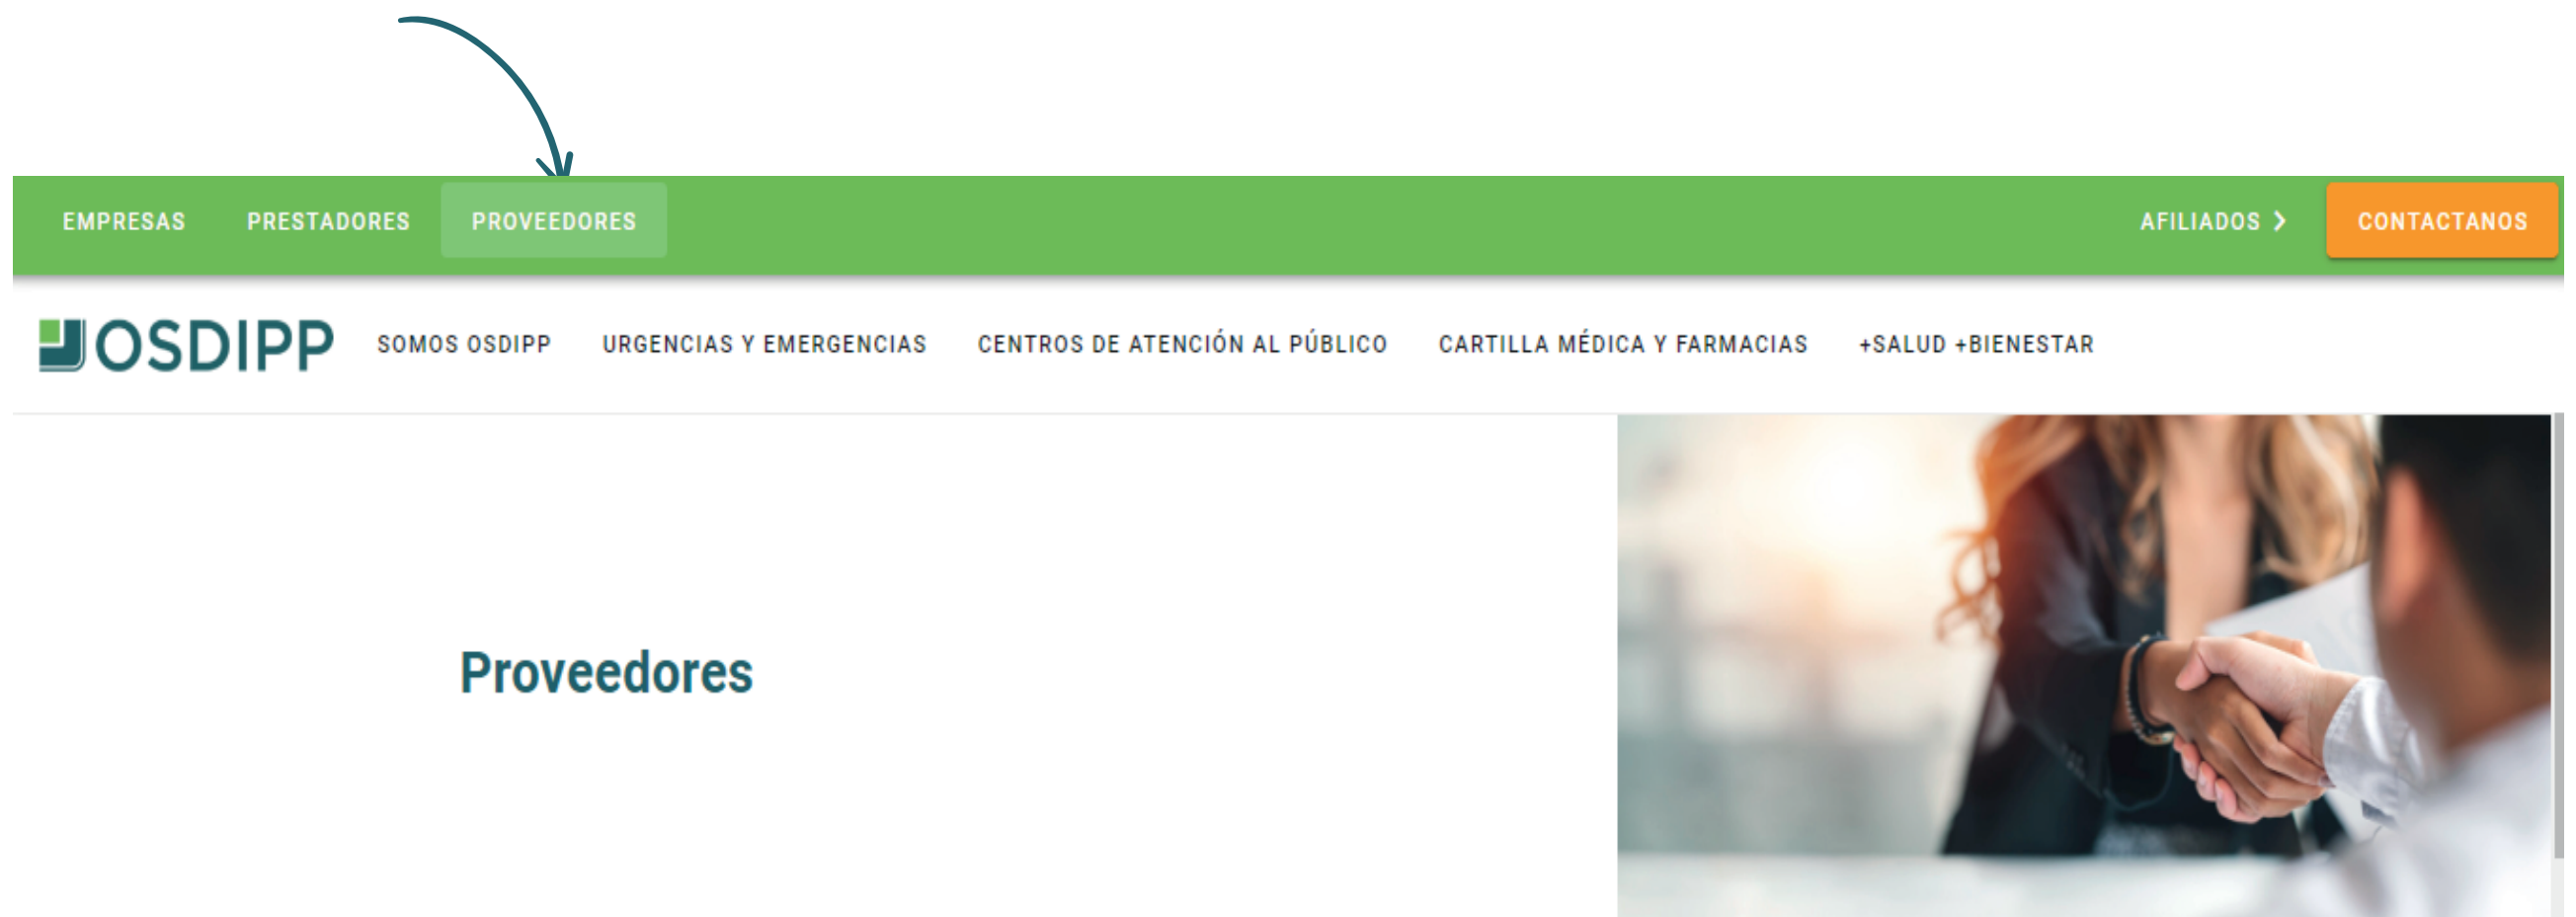 EMPRESAS PRESTADORES PROVEEDORES AFILIADOS CONTACTANOS
OSDIPP SOMOS OSDIPP URGENCIAS Y EMERGENCIAS CENTROS DE ATENCIÓN AL PÚBLICO CARTILLA MÉDICA Y FARMACIAS +SALUD +BIENESTAR
Proveedores